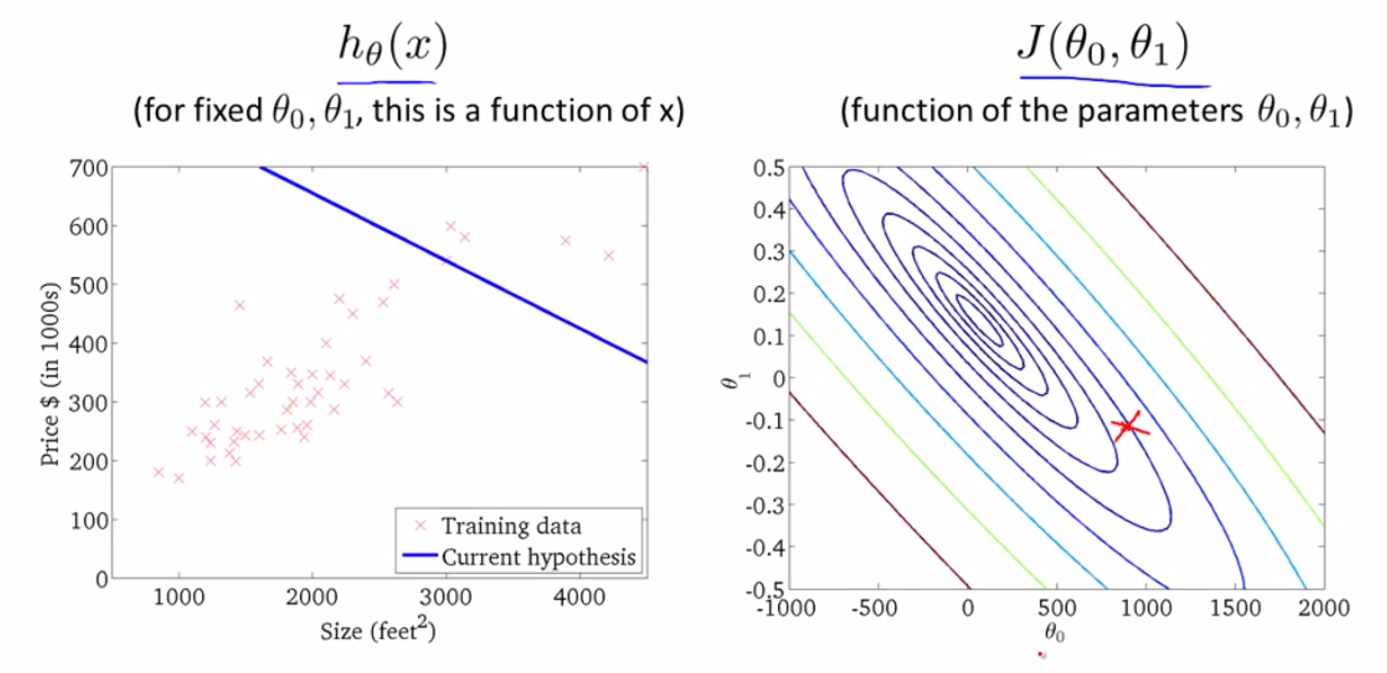 h_θ(x)
(for fixed θ₀, θ₁, this is a function of x)
700
600
500
400
300
200
100
0
Price $ (in 1000s)
1000 2000 3000 4000
Size (feet²)
Training data
Current hypothesis
J(θ₀, θ₁)
(function of the parameters θ₀, θ₁)
0.5
0.4
0.3
0.2
0.1
0
-0.1
-0.2
-0.3
-0.4
-0.5
θ₁
-1000 -500 0 500 1000 1500 2000
θ₀